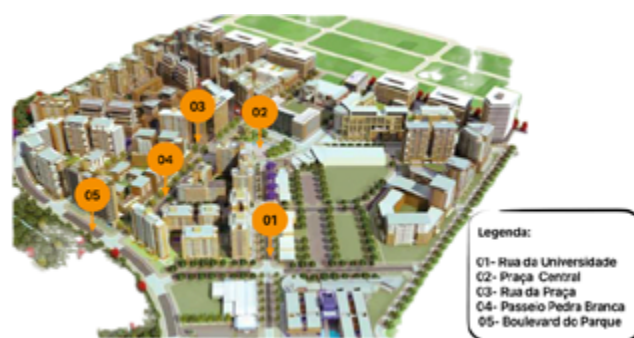 03
02
04
05
01
Legenda:
01- Rua da Universidade
02- Praça Central
03- Rua da Praça
04- Passeio Pedra Branca
05- Boulevard do Parque